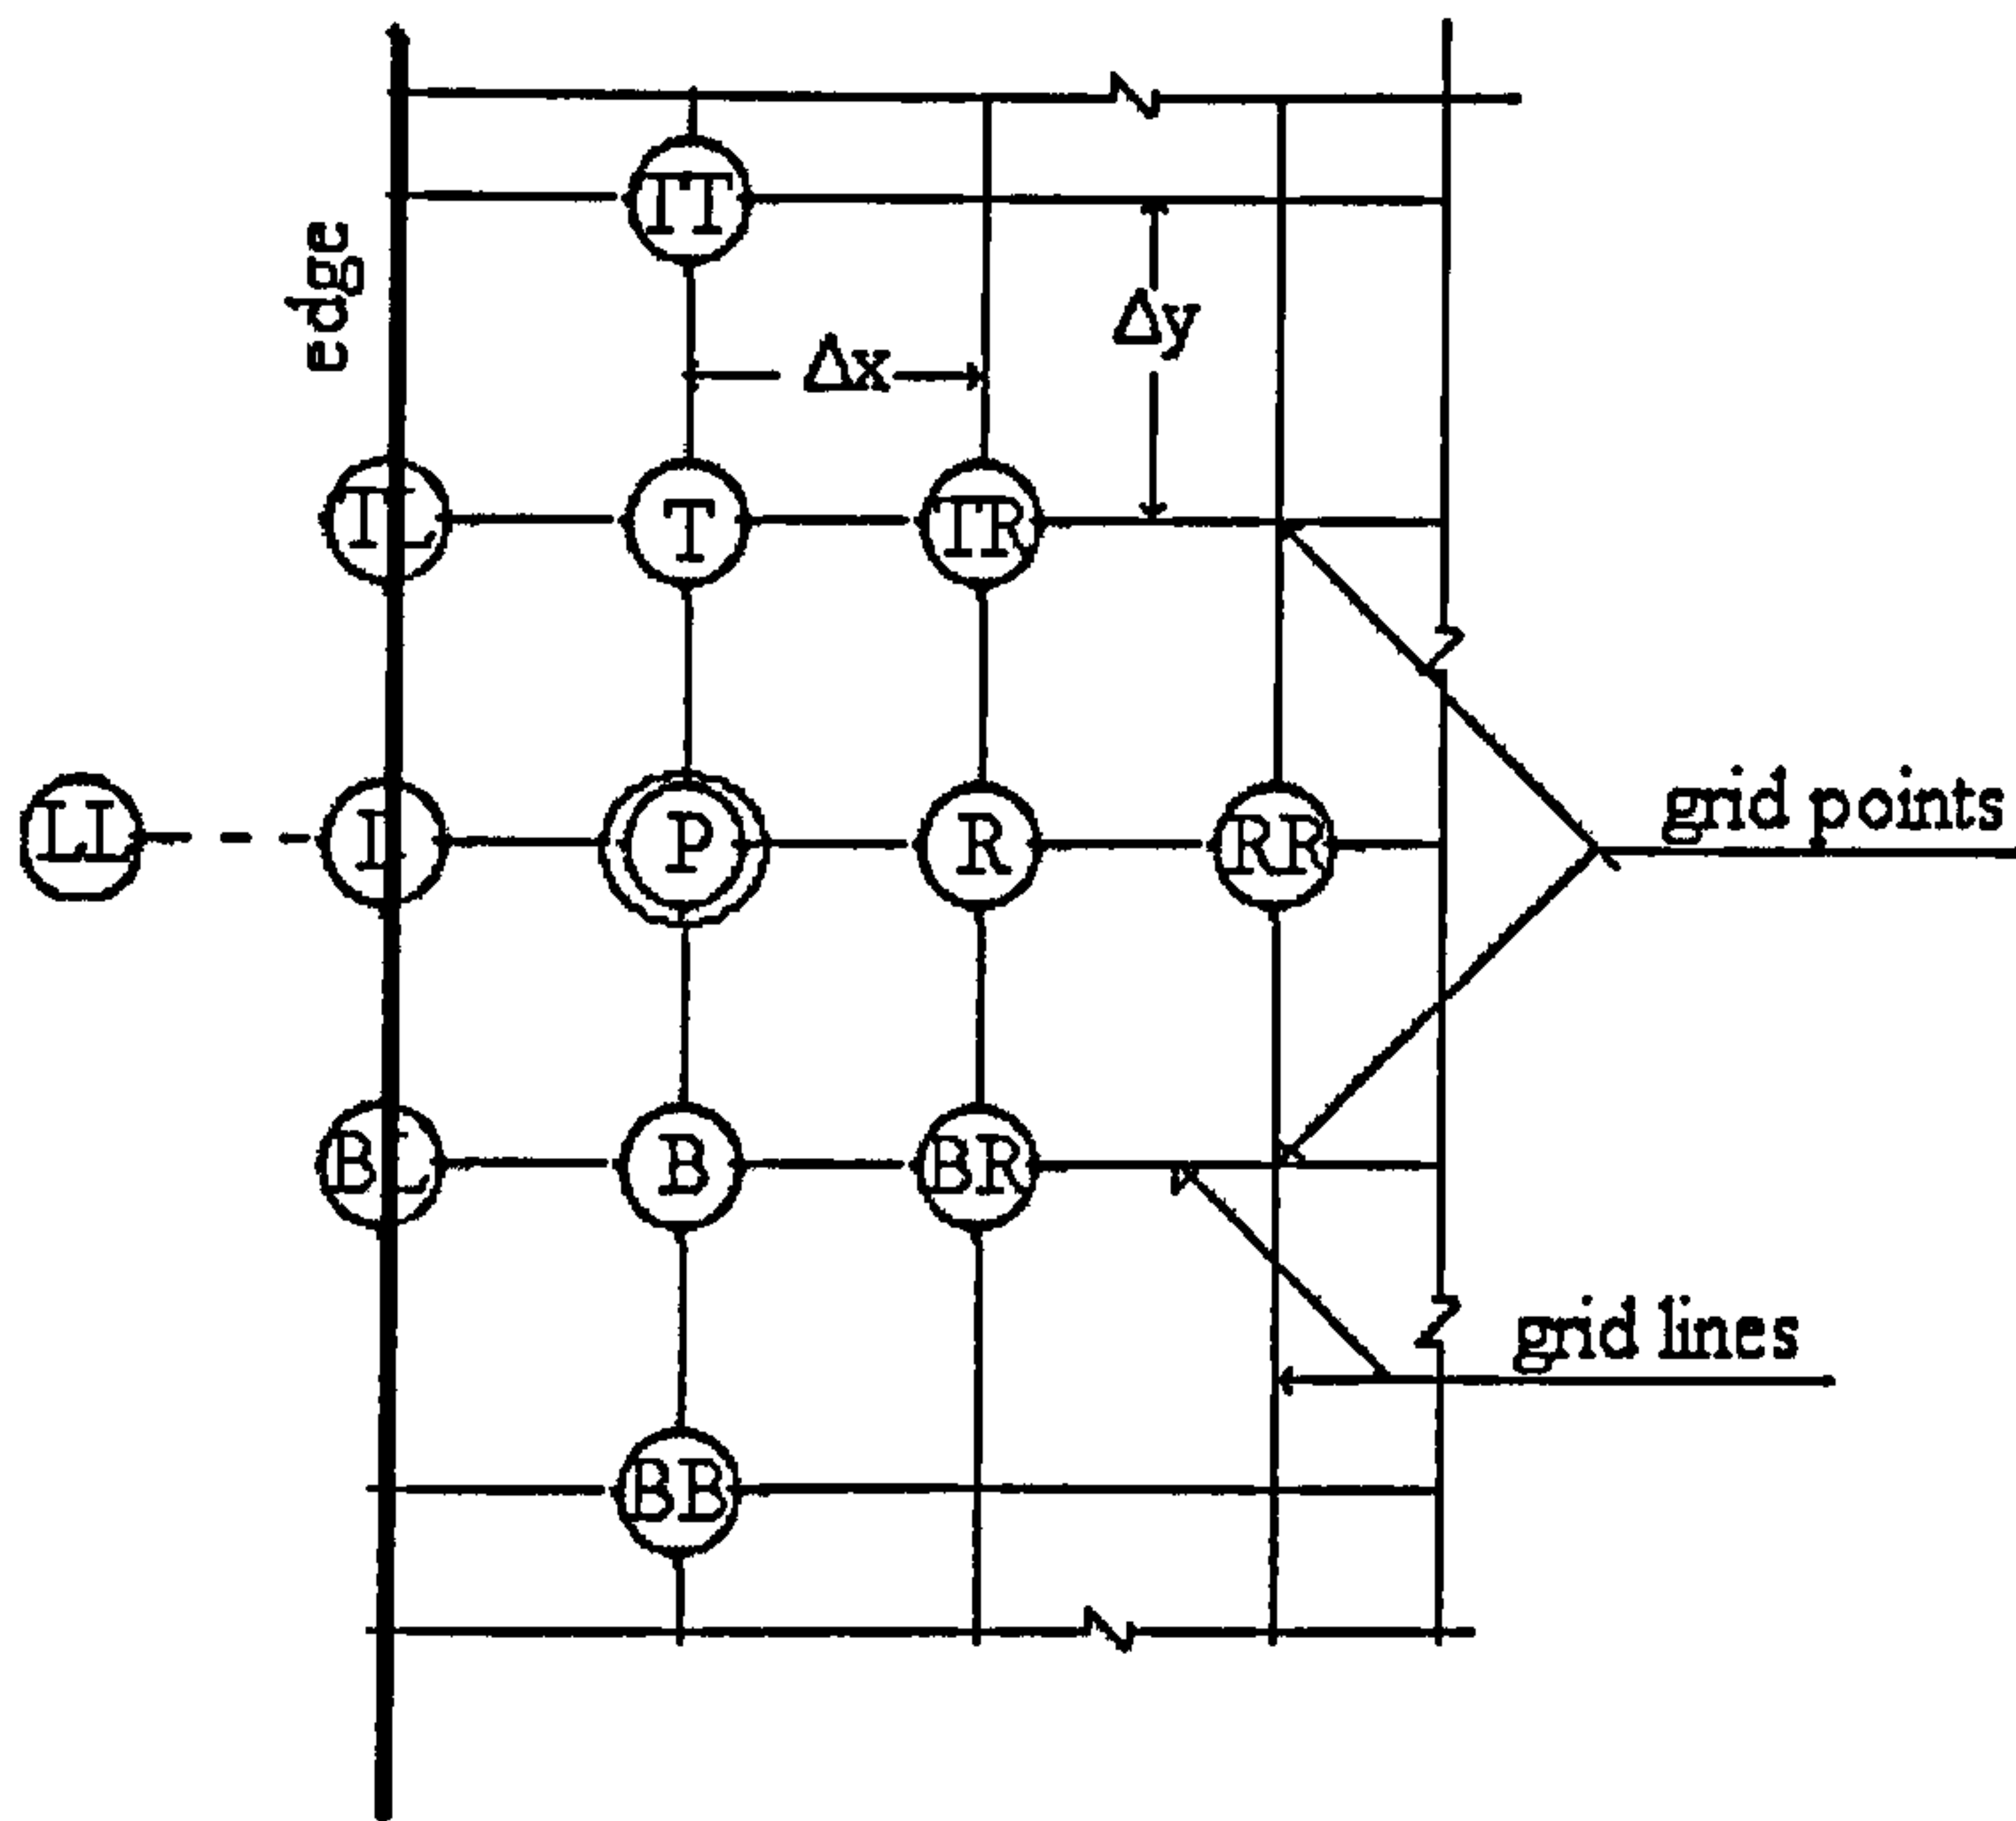 TT
edge
Δy
Δx
TL T TR
LL L P R RR
grid points
BL B BR
grid lines
BB